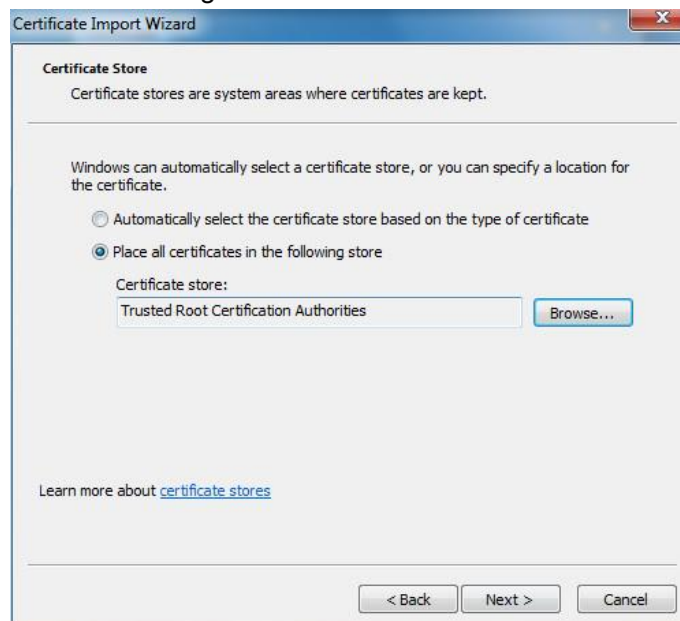 Certificate Import Wizard
Certificate Store
Certificate stores are system areas where certificates are kept.
Windows can automatically select a certificate store, or you can specify a location for
the certificate.
Automatically select the certificate store based on the type of certificate
Place all certificates in the following store
Certificate store:
Trusted Root Certification Authorities
Browse...
Learn more about certificate stores
< Back
Next >
Cancel